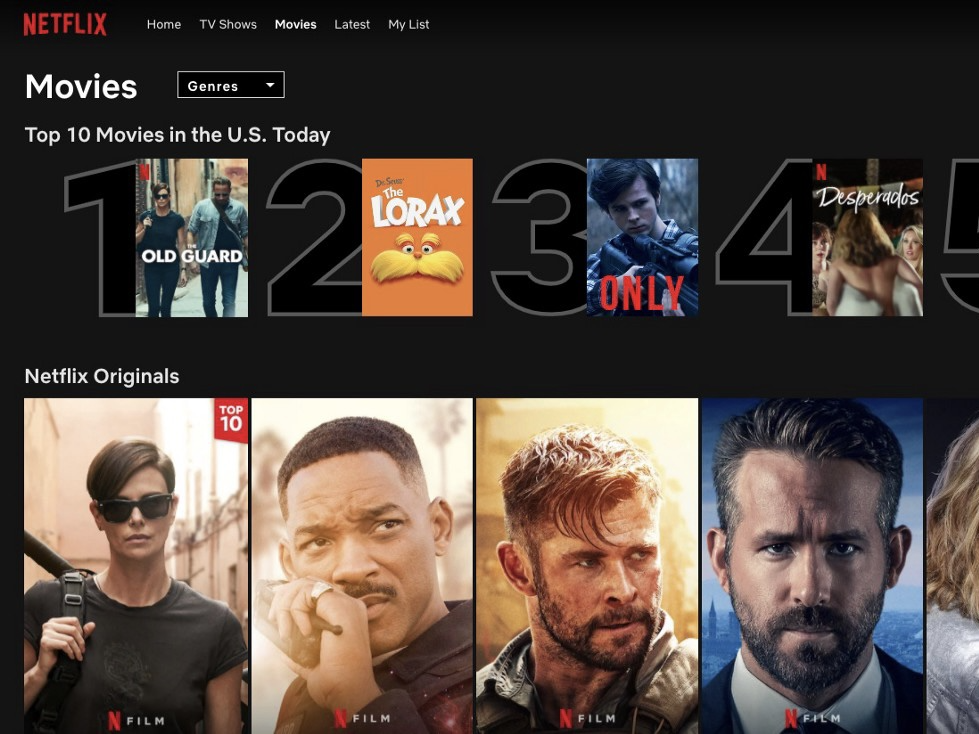 NETFLIX
Home TV Shows Movies Latest My List
Movies
Genres
Top 10 Movies in the U.S. Today
1
N
THE
OLD GUARD
2
Dr. Seuss'
The
LORAX
3
ONLY
4
N
Desperados
5
Netflix Originals
TOP
10
N FILM
N FILM
N FILM
N FILM